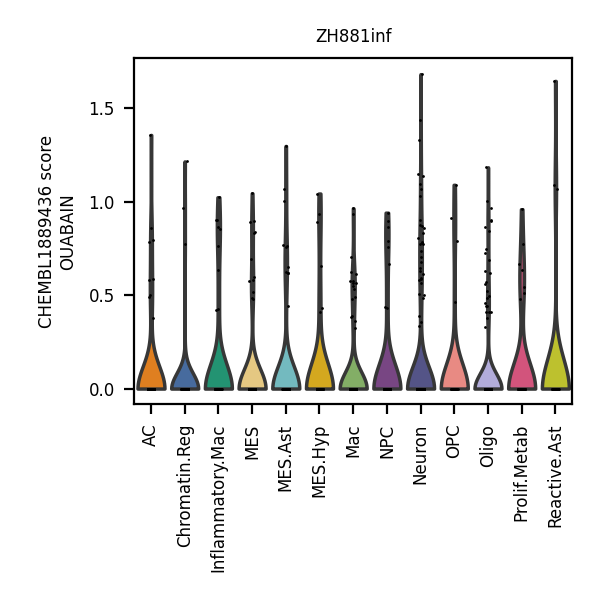 ZH881inf
CHEMBL1889436 score
OUABAIN
1.5
1.0
0.5
0.0
AC
Chromatin.Reg
Inflammatory.Mac
MES
MES.Ast
MES.Hyp
Mac
NPC
Neuron
OPC
Oligo
Prolif.Metab
Reactive.Ast